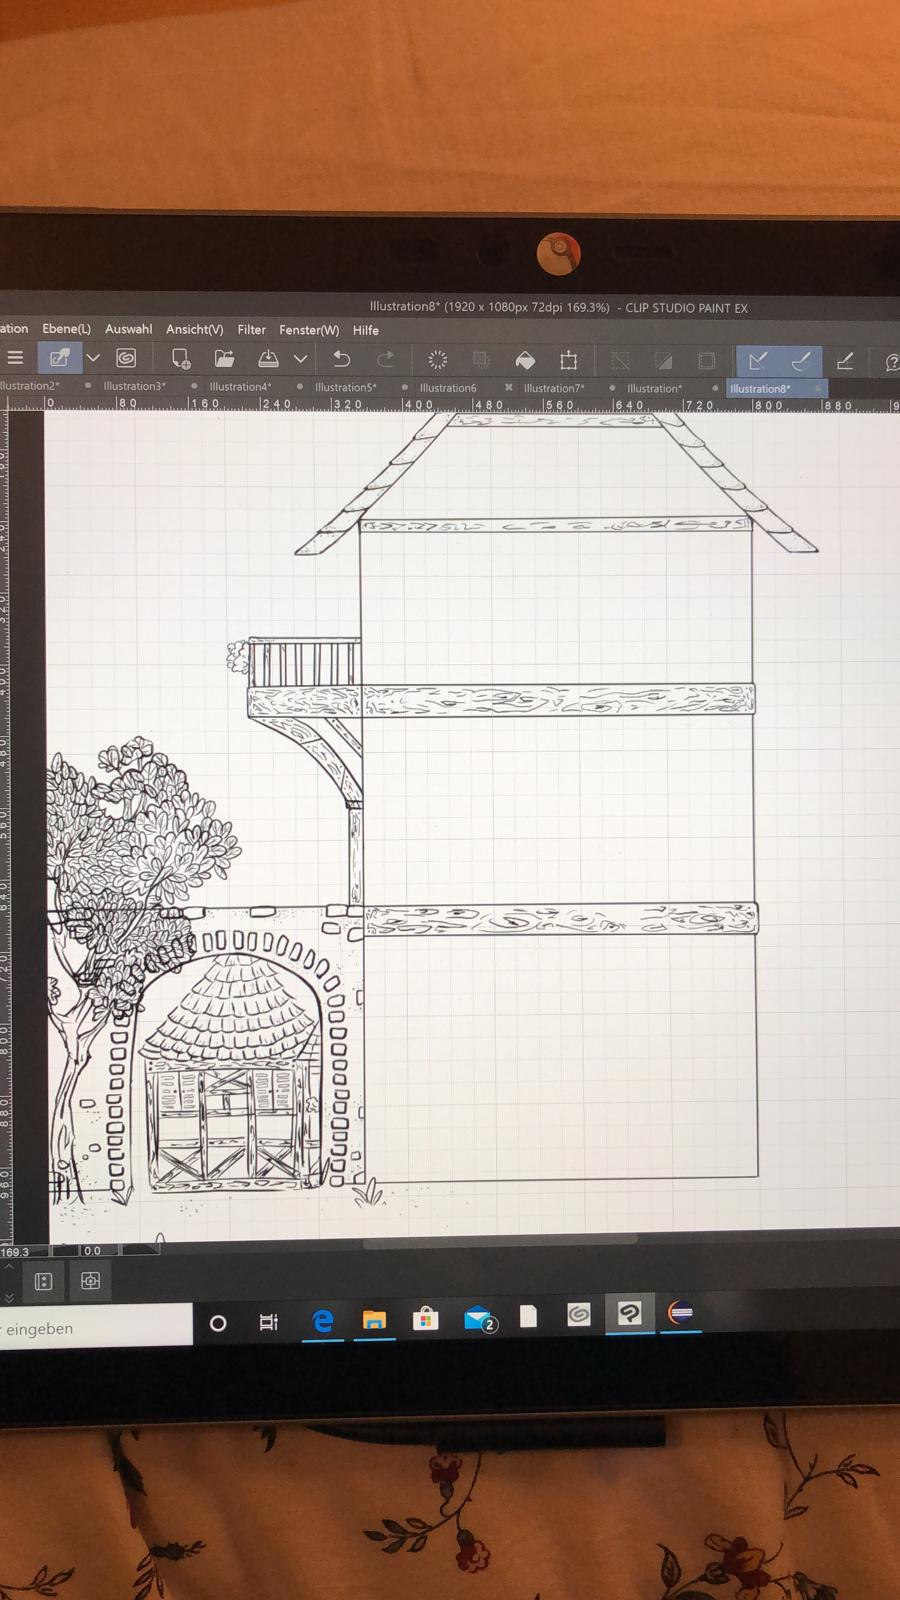 Illustration8* (1920 x 1080px 72dpi 169.3%) - CLIP STUDIO PAINT EX
ation Ebene(L) Auswahl Ansicht(V) Filter Fenster(W) Hilfe
llustration2* Illustration3* Illustration4* Illustration5* Illustration6 Illustration7* Illustration* Illustration8*
0 80 160 240 320 400 480 560 640 720 800 880 9
169.3 0.0
eingeben
2